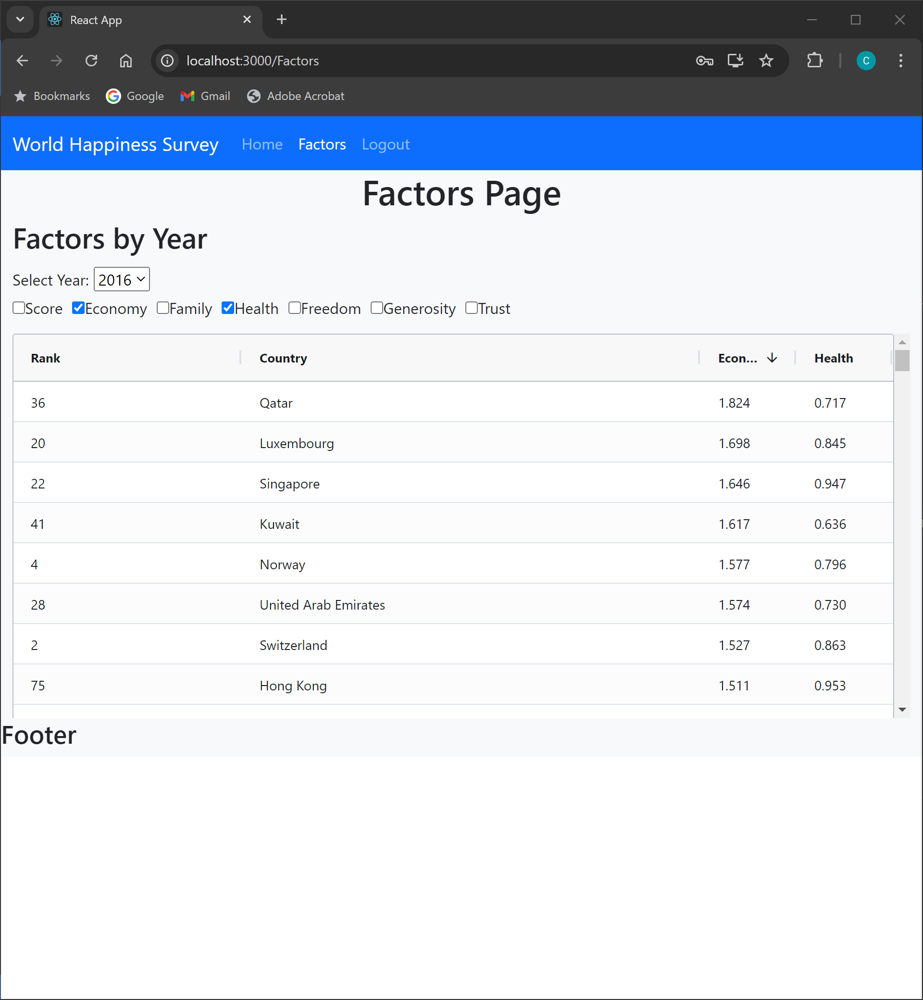 React App
localhost:3000/Factors
C
Bookmarks Google Gmail Adobe Acrobat
World Happiness Survey Home Factors Logout
Factors Page
Factors by Year
Select Year: 2016
Score Economy Family Health Freedom Generosity Trust
Rank Country Econ... Health
36 Qatar 1.824 0.717
20 Luxembourg 1.698 0.845
22 Singapore 1.646 0.947
41 Kuwait 1.617 0.636
4 Norway 1.577 0.796
28 United Arab Emirates 1.574 0.730
2 Switzerland 1.527 0.863
75 Hong Kong 1.511 0.953
Footer